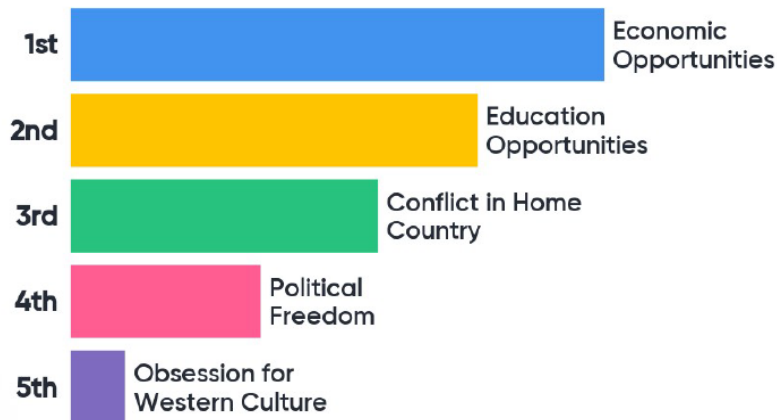 1st
Economic
Opportunities
2nd
Education
Opportunities
3rd
Conflict in Home
Country
4th
Political
Freedom
5th
Obsession for
Western Culture